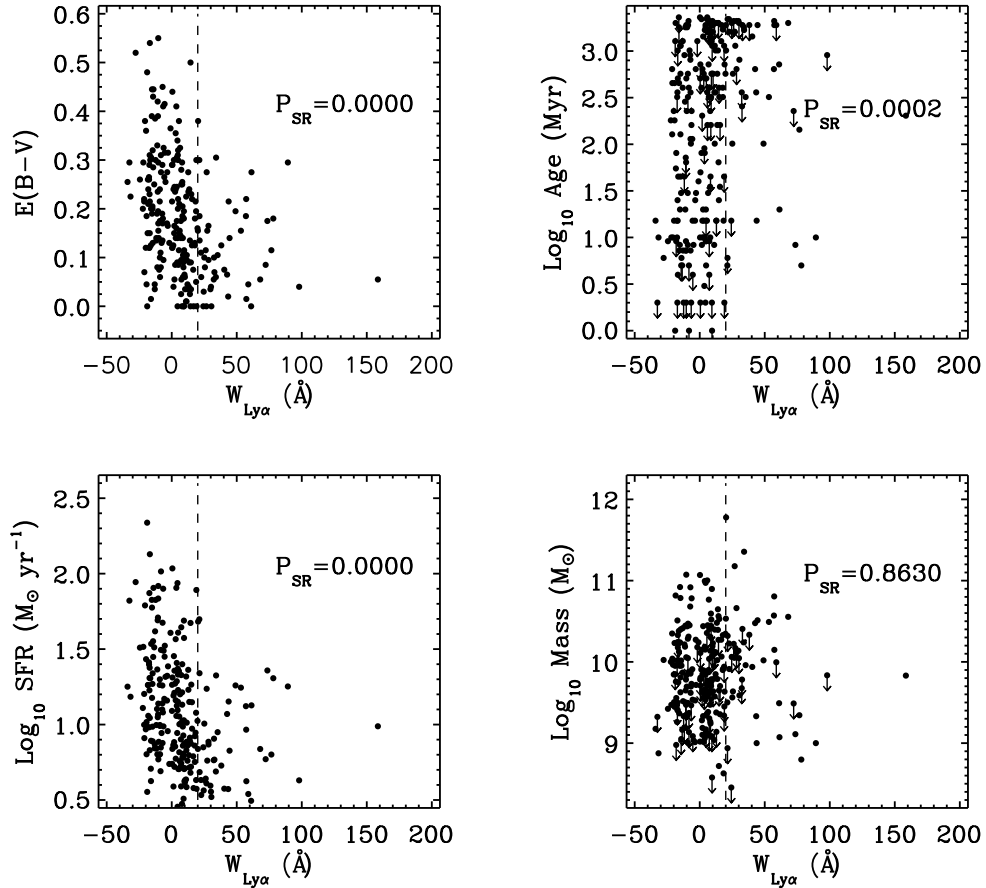 E(B−V)
0.6
0.5
0.4
0.3
0.2
0.1
0.0
P_SR=0.0000
−50 0 50 100 150 200
W_Lyα (Å)
Log_10 Age (Myr)
3.0
2.5
2.0
1.5
1.0
0.5
0.0
P_SR=0.0002
−50 0 50 100 150 200
W_Lyα (Å)
Log_10 SFR (M_⊙ yr^−1)
2.5
2.0
1.5
1.0
0.5
P_SR=0.0000
−50 0 50 100 150 200
W_Lyα (Å)
Log_10 Mass (M_⊙)
12
11
10
9
P_SR=0.8630
−50 0 50 100 150 200
W_Lyα (Å)